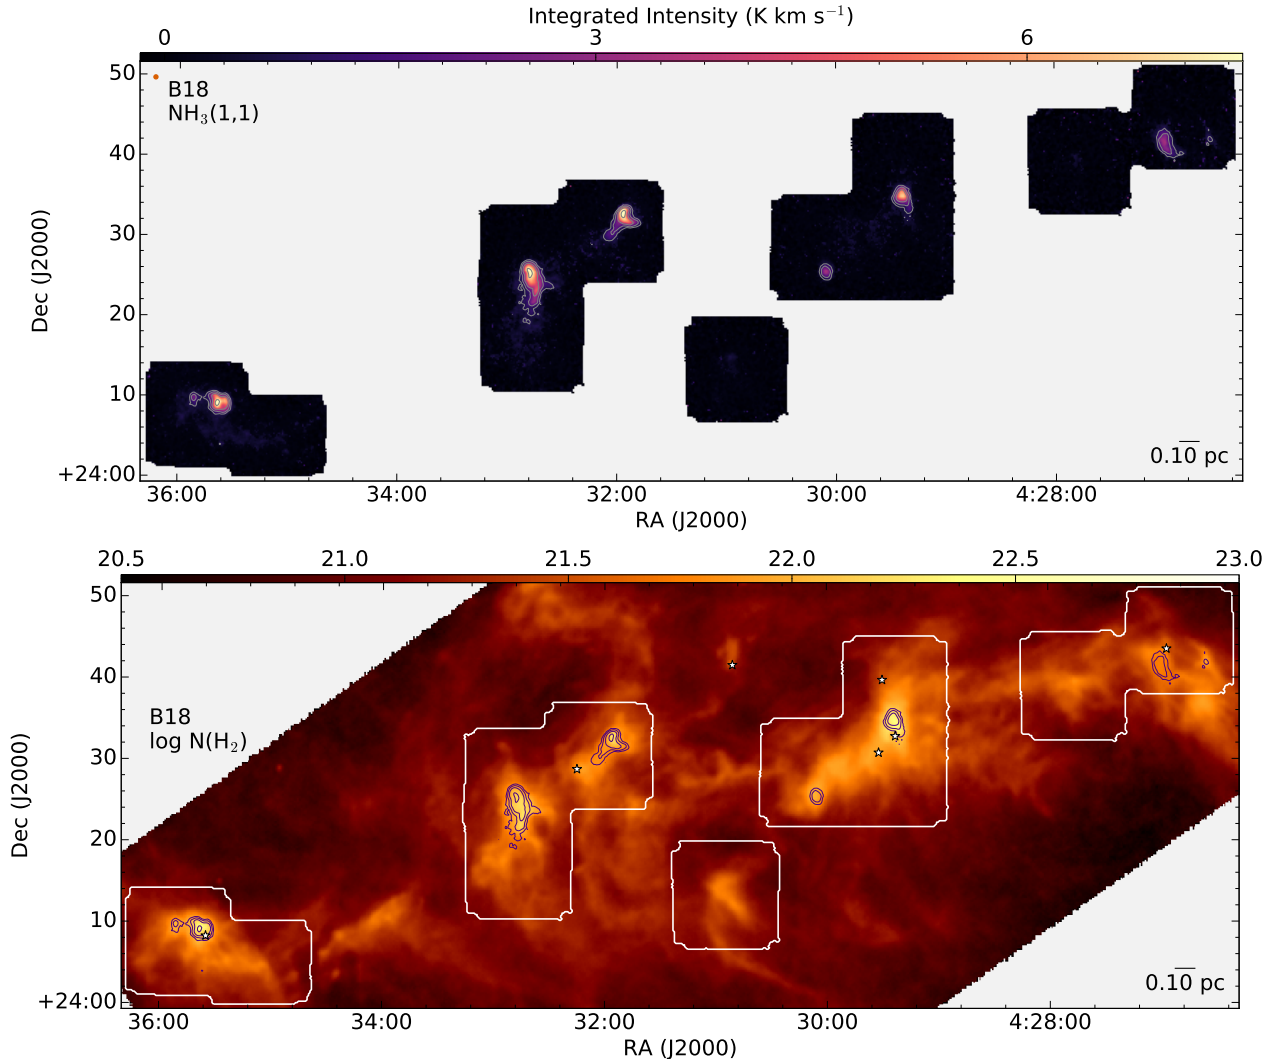 Integrated Intensity (K km s⁻¹)
0 3 6
50
B18
NH₃(1,1)
40
30
Dec (J2000)
20
10
+24:00
0.10 pc
36:00 34:00 32:00 30:00 4:28:00
RA (J2000)
20.5 21.0 21.5 22.0 22.5 23.0
50
40
B18
log N(H₂)
30
Dec (J2000)
20
10
+24:00
0.10 pc
36:00 34:00 32:00 30:00 4:28:00
RA (J2000)